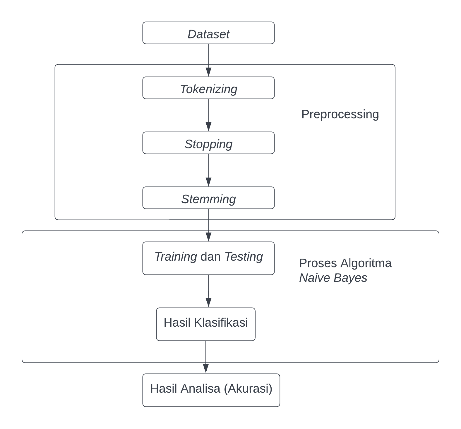 Dataset
Tokenizing
Preprocessing
Stopping
Stemming
Training dan Testing
Proses Algoritma
Naive Bayes
Hasil Klasifikasi
Hasil Analisa (Akurasi)